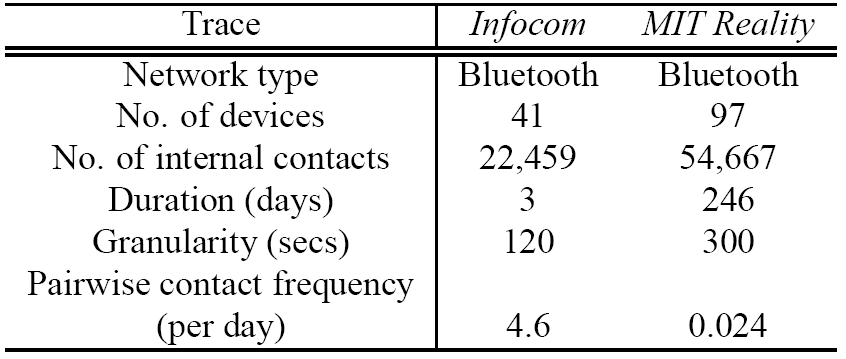 Trace Infocom MIT Reality
Network type Bluetooth Bluetooth
No. of devices 41 97
No. of internal contacts 22,459 54,667
Duration (days) 3 246
Granularity (secs) 120 300
Pairwise contact frequency
(per day) 4.6 0.024